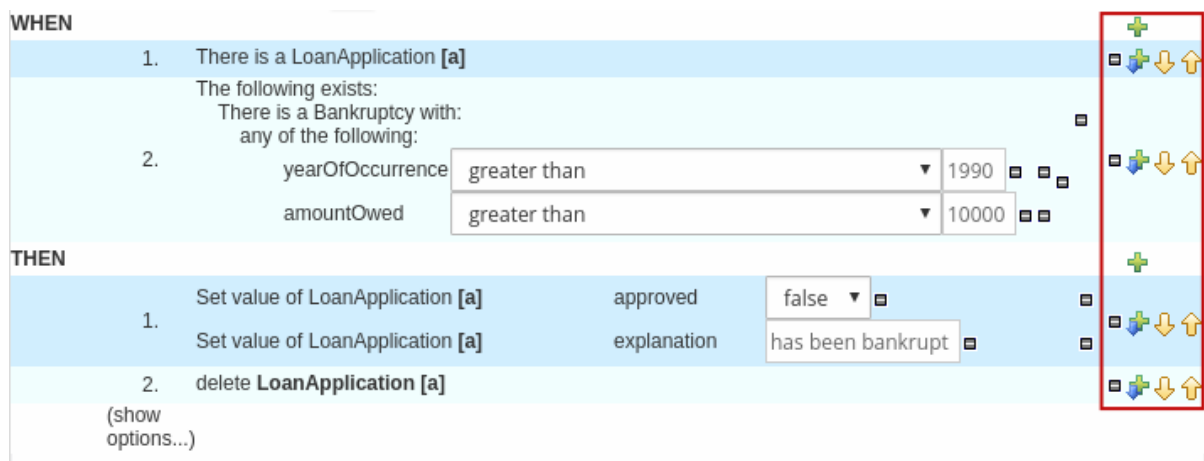 WHEN
1. There is a LoanApplication [a]
The following exists:
There is a Bankruptcy with:
any of the following:
2.
yearOfOccurrence greater than 1990
amountOwed greater than 10000
THEN
1.
Set value of LoanApplication [a] approved false
Set value of LoanApplication [a] explanation has been bankrupt
2. delete LoanApplication [a]
(show
options...)